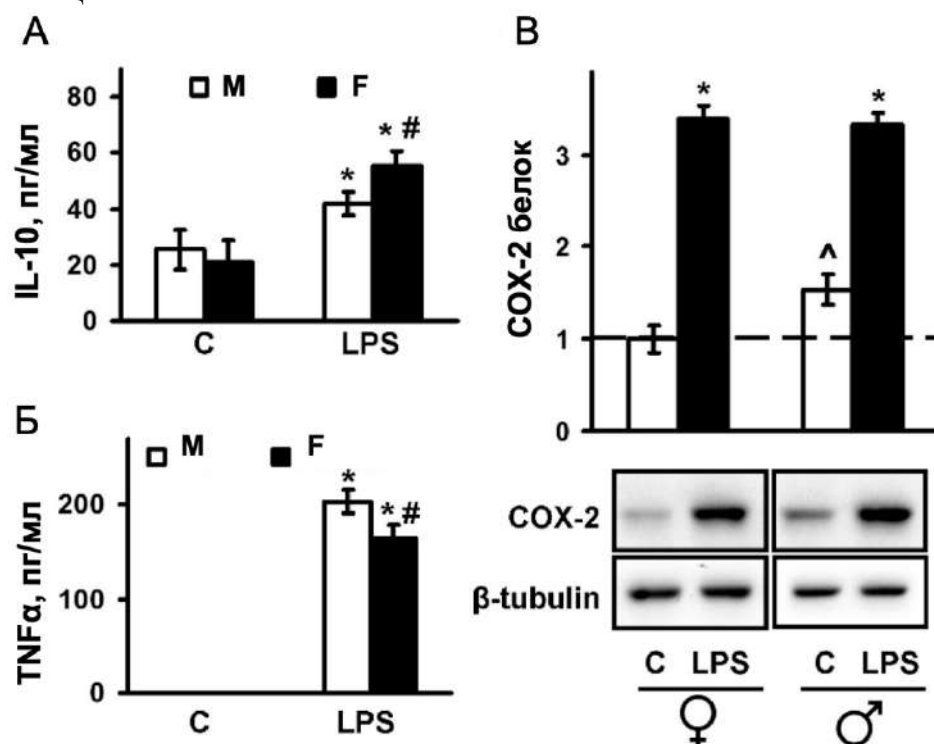 А
IL-10, пг/мл
M F
80
60
40
20
0
*
* #
C LPS
Б
TNFα, пг/мл
M F
200
100
0
*
* #
C LPS
В
COX-2 белок
3
2
1
0
*
^
*
COX-2
β-tubulin
C LPS C LPS
♀ ♂